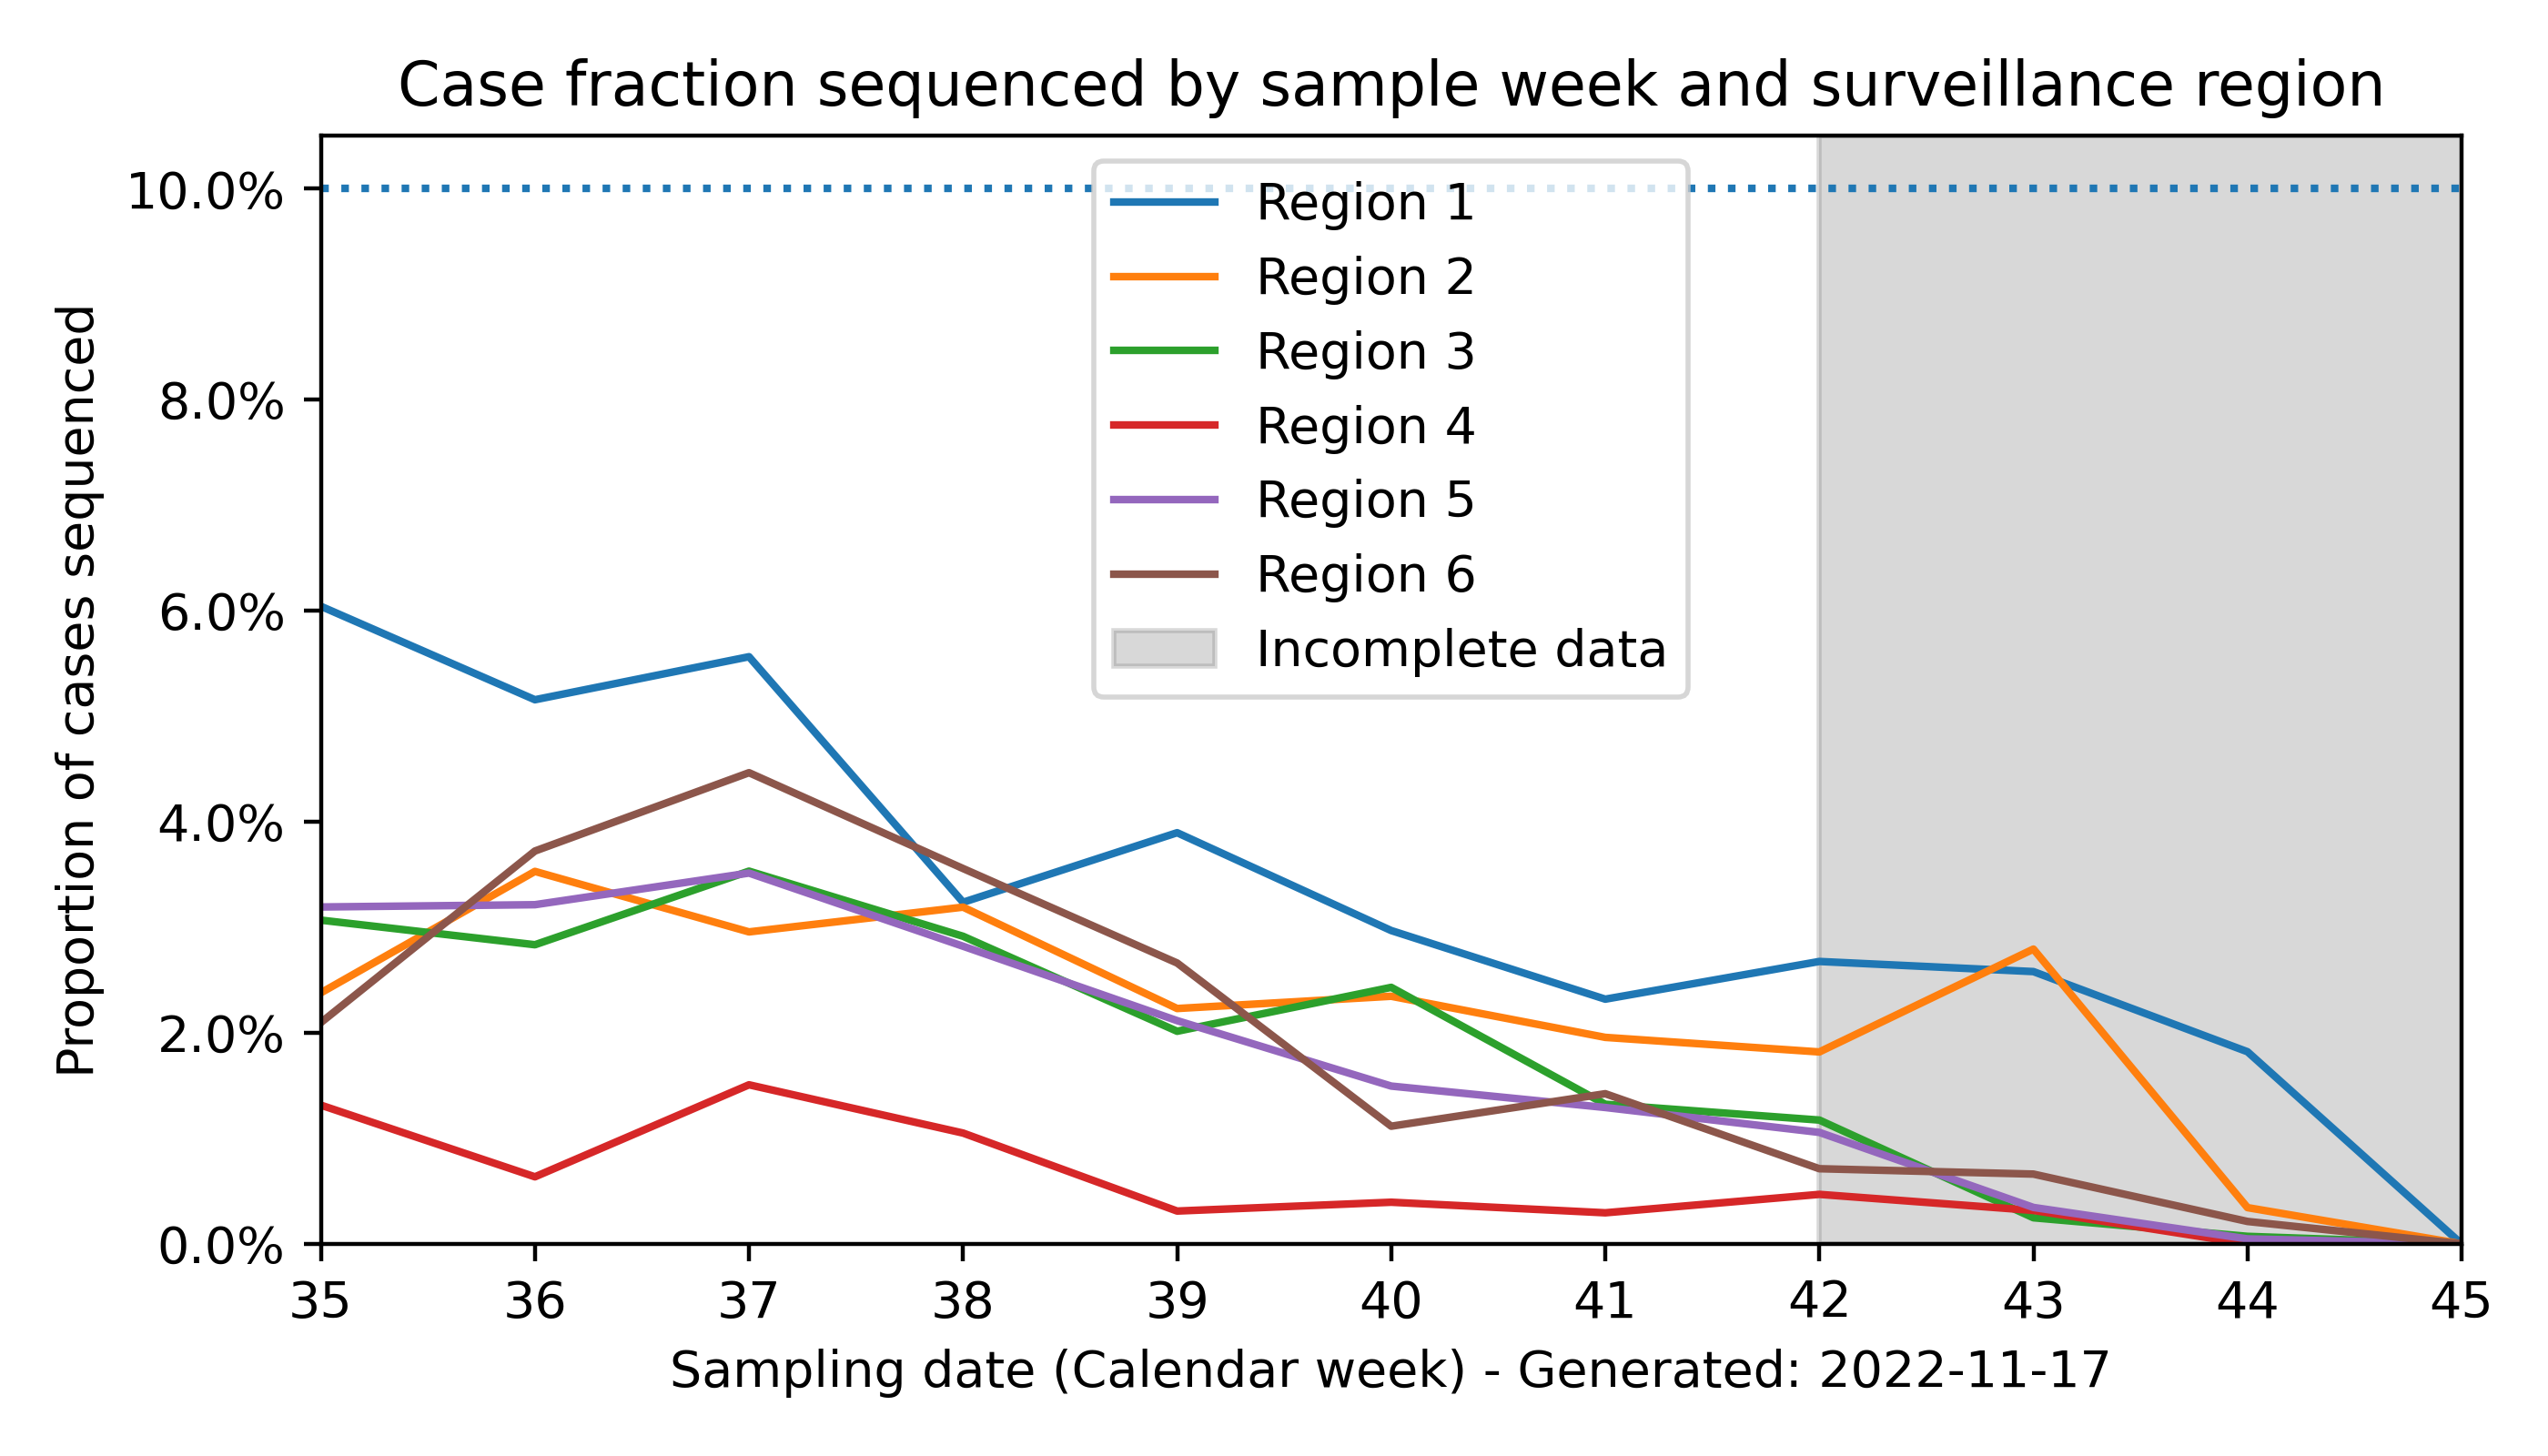 Case fraction sequenced by sample week and surveillance region
Proportion of cases sequenced
10.0%
8.0%
6.0%
4.0%
2.0%
0.0%
Region 1
Region 2
Region 3
Region 4
Region 5
Region 6
Incomplete data
35 36 37 38 39 40 41 42 43 44 45
Sampling date (Calendar week) - Generated: 2022-11-17